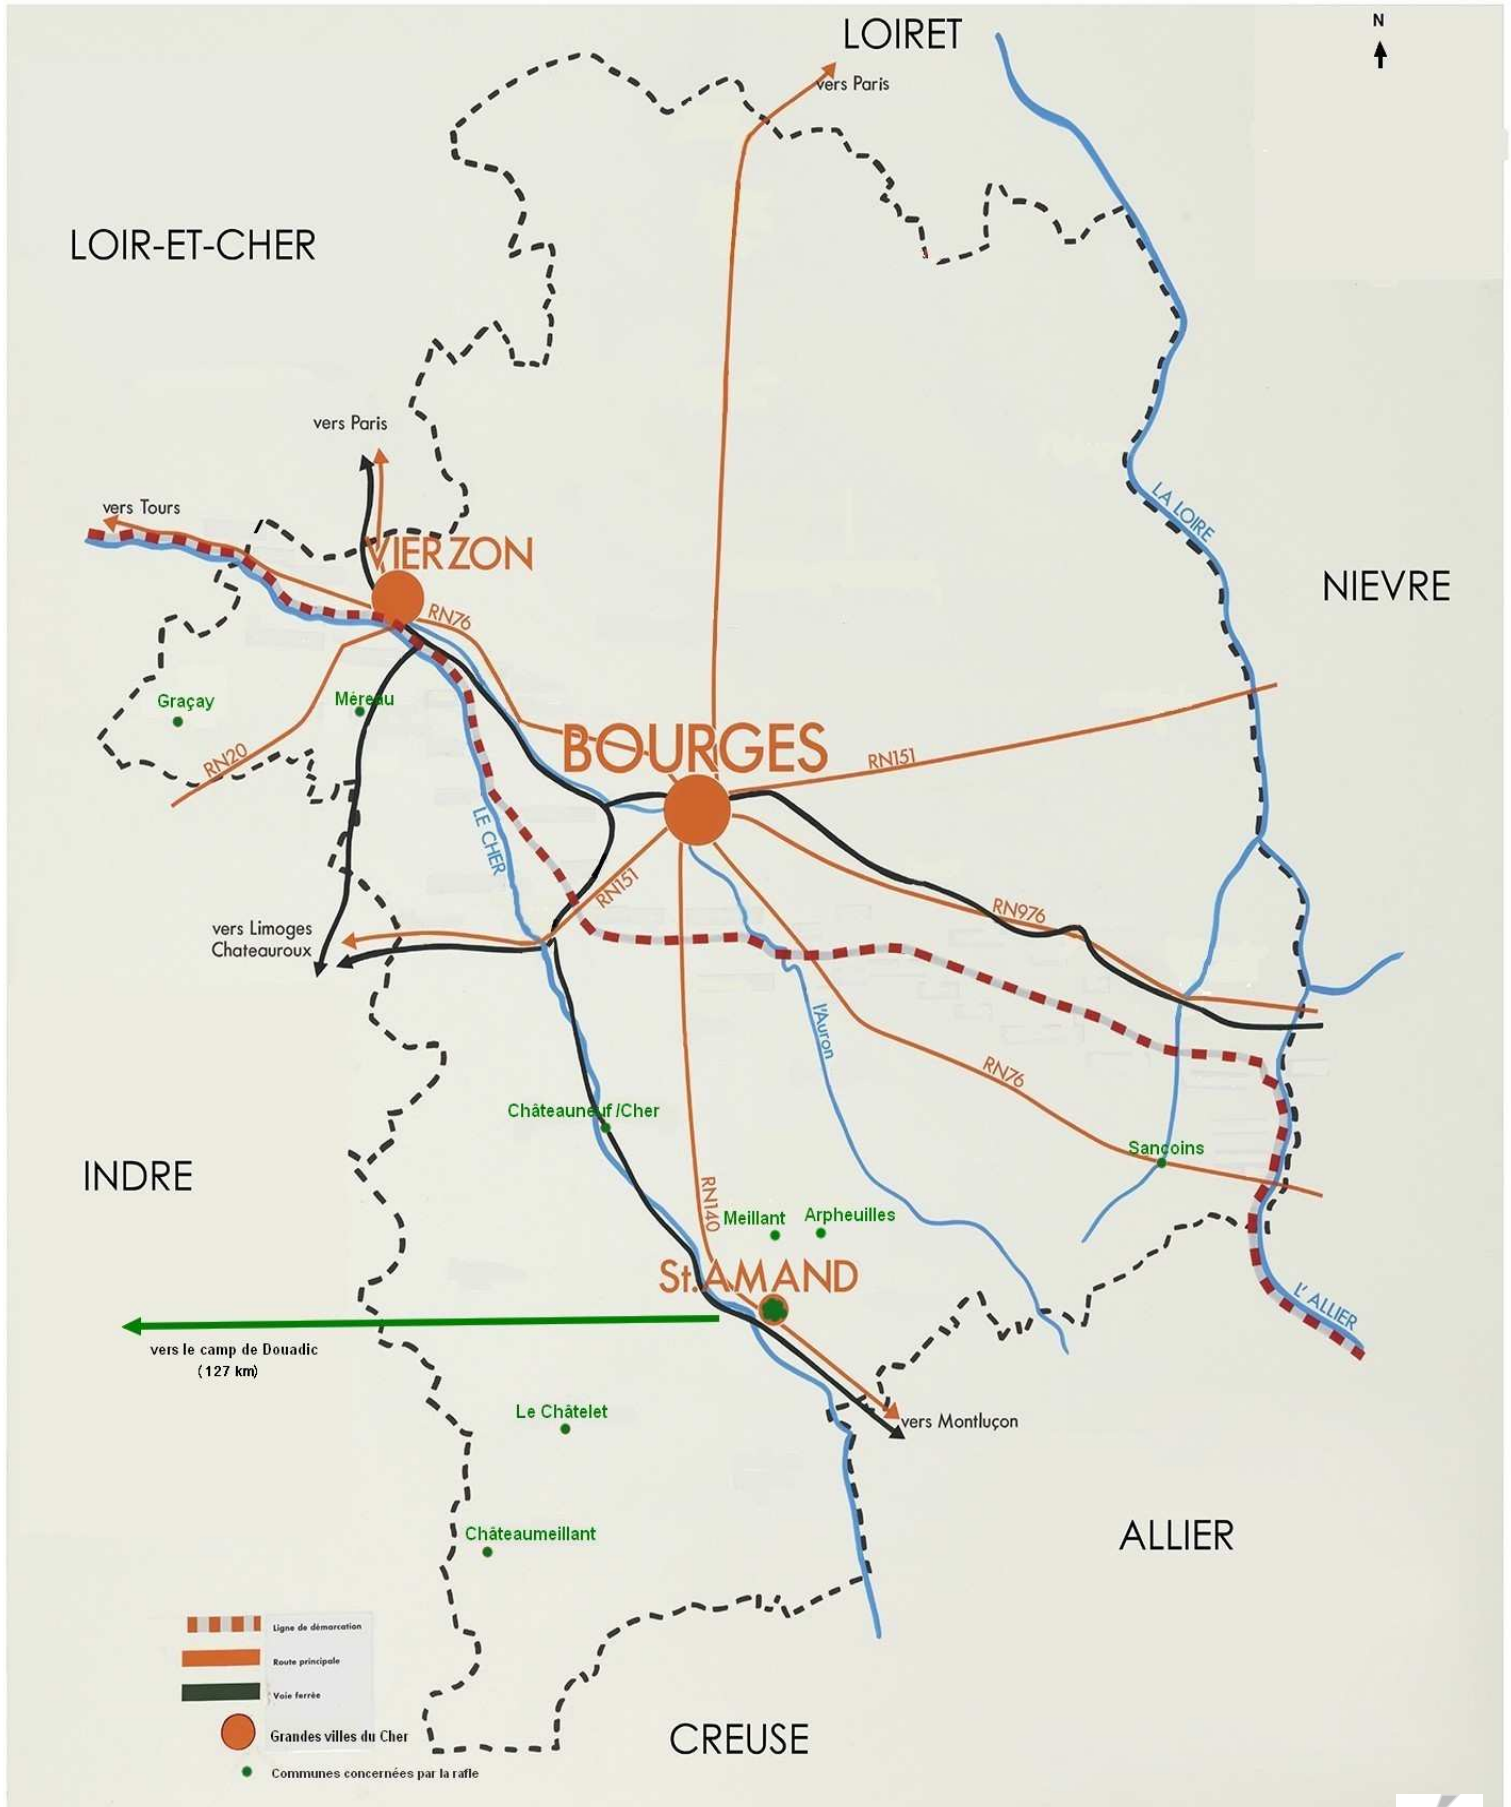 LOIRET
N
vers Paris
LOIR-ET-CHER
vers Paris
vers Tours
VIERZON
LA LOIRE
NIEVRE
RN76
Graçay
Méreau
BOURGES
RN20
RN151
LE CHER
RN151
RN976
vers Limoges
Chateauroux
l'Auron
RN76
Châteauneuf /Cher
Sancoins
INDRE
RN140
Meillant
Arpheuilles
St.AMAND
L' ALLIER
vers le camp de Douadic
(127 km)
Le Châtelet
vers Montluçon
Châteaumeillant
ALLIER
Ligne de démarcation
Route principale
Voie ferrée
Grandes villes du Cher
CREUSE
Communes concernées par la rafle